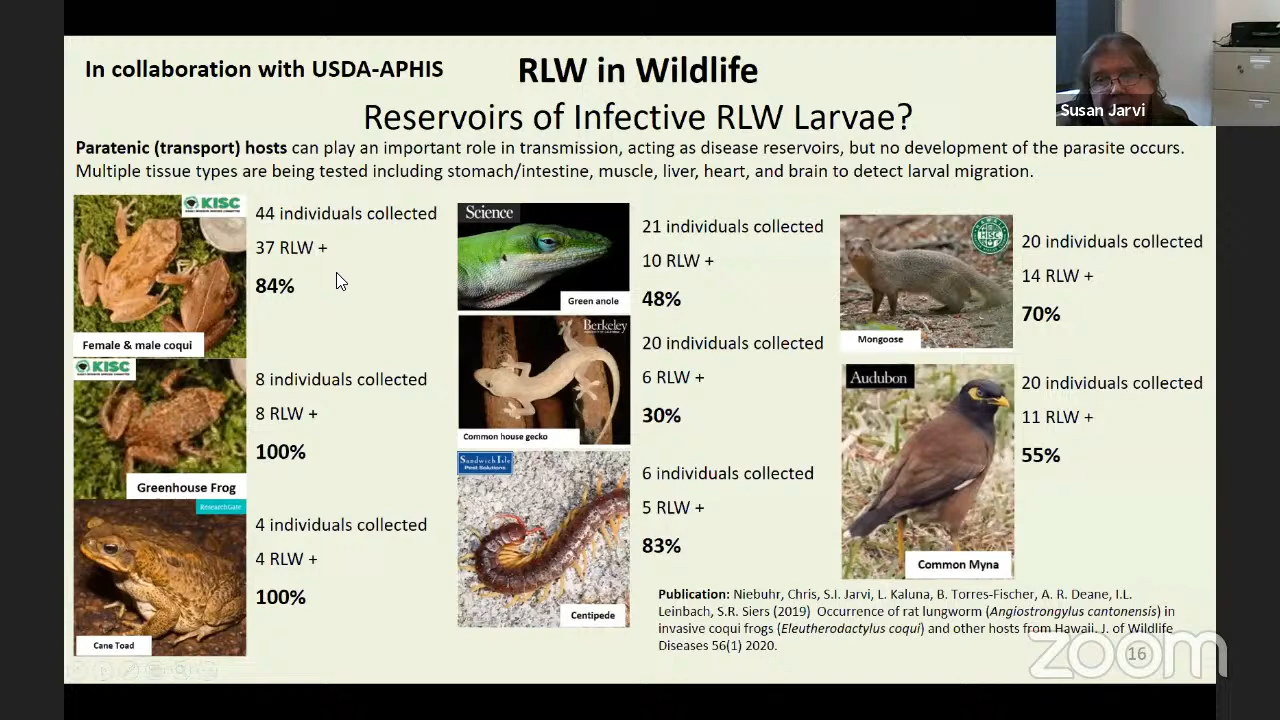 In collaboration with USDA-APHIS
RLW in Wildlife
Reservoirs of Infective RLW Larvae?
Susan Jarvi
Paratenic (transport) hosts can play an important role in transmission, acting as disease reservoirs, but no development of the parasite occurs.
Multiple tissue types are being tested including stomach/intestine, muscle, liver, heart, and brain to detect larval migration.
KISC
44 individuals collected
37 RLW +
84%
Female & male coqui
KISC
8 individuals collected
8 RLW +
100%
Greenhouse Frog
ResearchGate
4 individuals collected
4 RLW +
100%
Cane Toad
Science
21 individuals collected
10 RLW +
48%
Green anole
Berkeley
20 individuals collected
6 RLW +
30%
Common house gecko
Sandwich Isle
Pest Solutions
6 individuals collected
5 RLW +
83%
Centipede
HISC
20 individuals collected
14 RLW +
70%
Mongoose
Audubon
20 individuals collected
11 RLW +
55%
Common Myna
Publication: Niebuhr, Chris, S.I. Jarvi, L. Kaluna, B. Torres-Fischer, A. R. Deane, I.L.
Leinbach, S.R. Siers (2019) Occurrence of rat lungworm (Angiostrongylus cantonensis) in
invasive coqui frogs (Eleutherodactylus coqui) and other hosts from Hawaii. J. of Wildlife
Diseases 56(1) 2020.
16
zoom